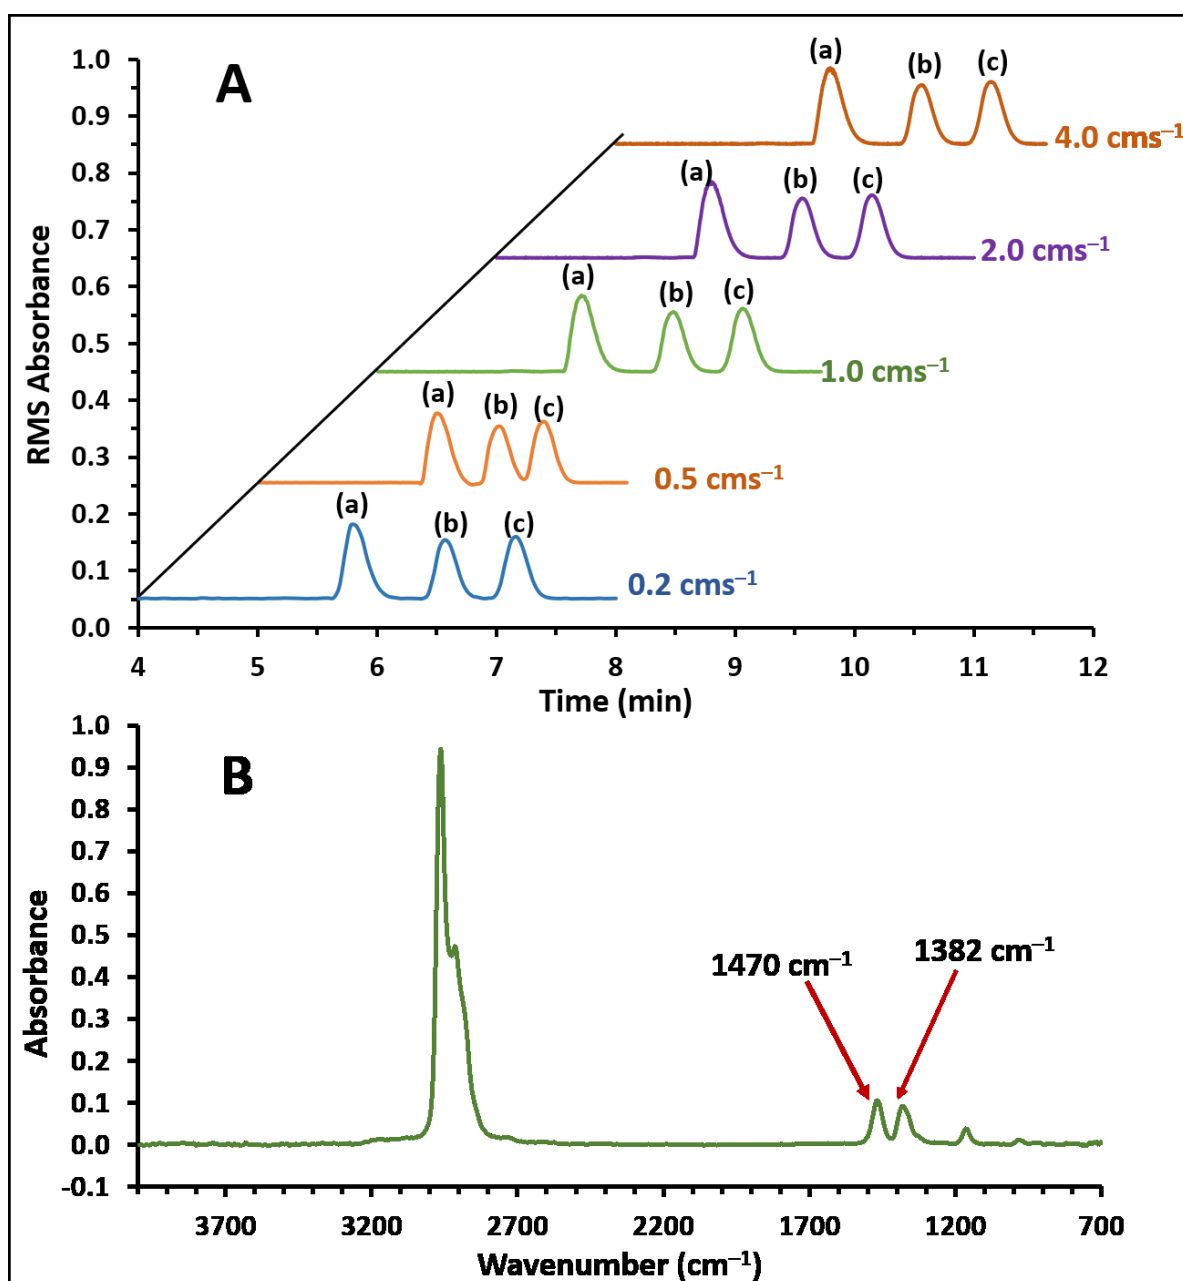 A
RMS Absorbance
1.0
0.9
0.8
0.7
0.6
0.5
0.4
0.3
0.2
0.1
0.0
(a) (b) (c)
4.0 cms⁻¹
(a) (b) (c)
2.0 cms⁻¹
(a) (b) (c)
1.0 cms⁻¹
(a) (b) (c)
0.5 cms⁻¹
(a) (b) (c)
0.2 cms⁻¹
4 5 6 7 8 9 10 11 12
Time (min)
B
Absorbance
1.0
0.9
0.8
0.7
0.6
0.5
0.4
0.3
0.2
0.1
0.0
-0.1
1470 cm⁻¹
1382 cm⁻¹
3700 3200 2700 2200 1700 1200 700
Wavenumber (cm⁻¹)